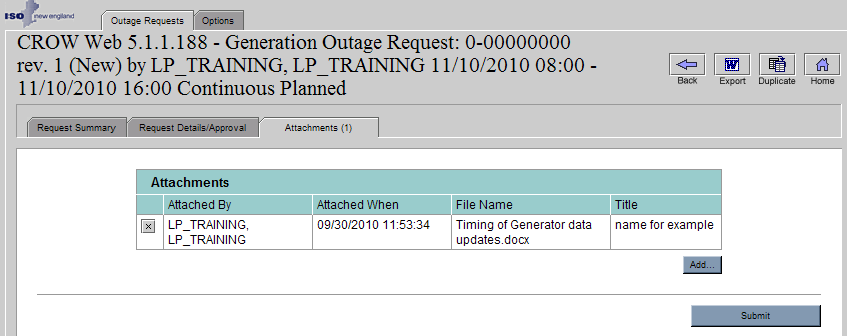 ISO new england
Outage Requests
Options
CROW Web 5.1.1.188 - Generation Outage Request: 0-00000000
rev. 1 (New) by LP_TRAINING, LP_TRAINING 11/10/2010 08:00 -
11/10/2010 16:00 Continuous Planned
Back
Export
Duplicate
Home
Request Summary
Request Details/Approval
Attachments (1)
Attachments
Attached By
Attached When
File Name
Title
LP_TRAINING,
LP_TRAINING
09/30/2010 11:53:34
Timing of Generator data
updates.docx
name for example
Add...
Submit